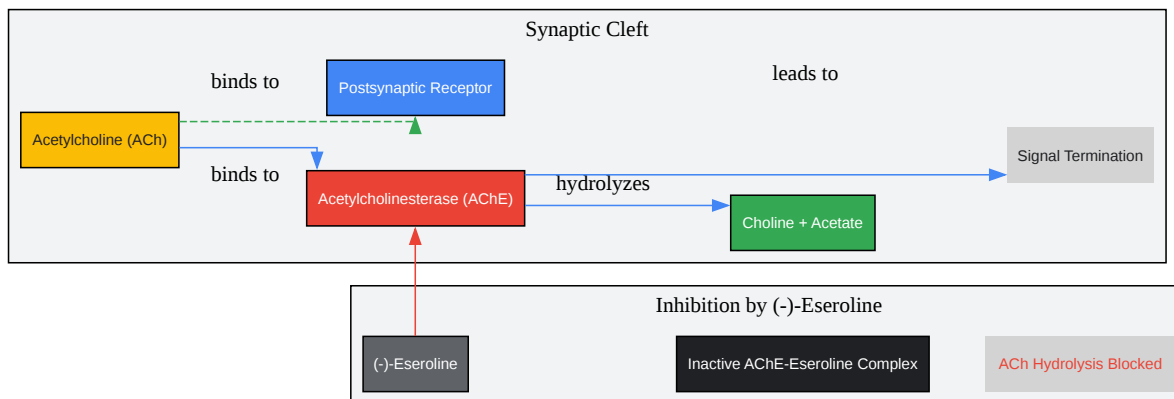 Synaptic Cleft
binds to
Postsynaptic Receptor
leads to
Acetylcholine (ACh)
Signal Termination
binds to
Acetylcholinesterase (AChE)
hydrolyzes
Choline + Acetate
Inhibition by (-)-Eseroline
(-)-Eseroline
Inactive AChE-Eseroline Complex
ACh Hydrolysis Blocked